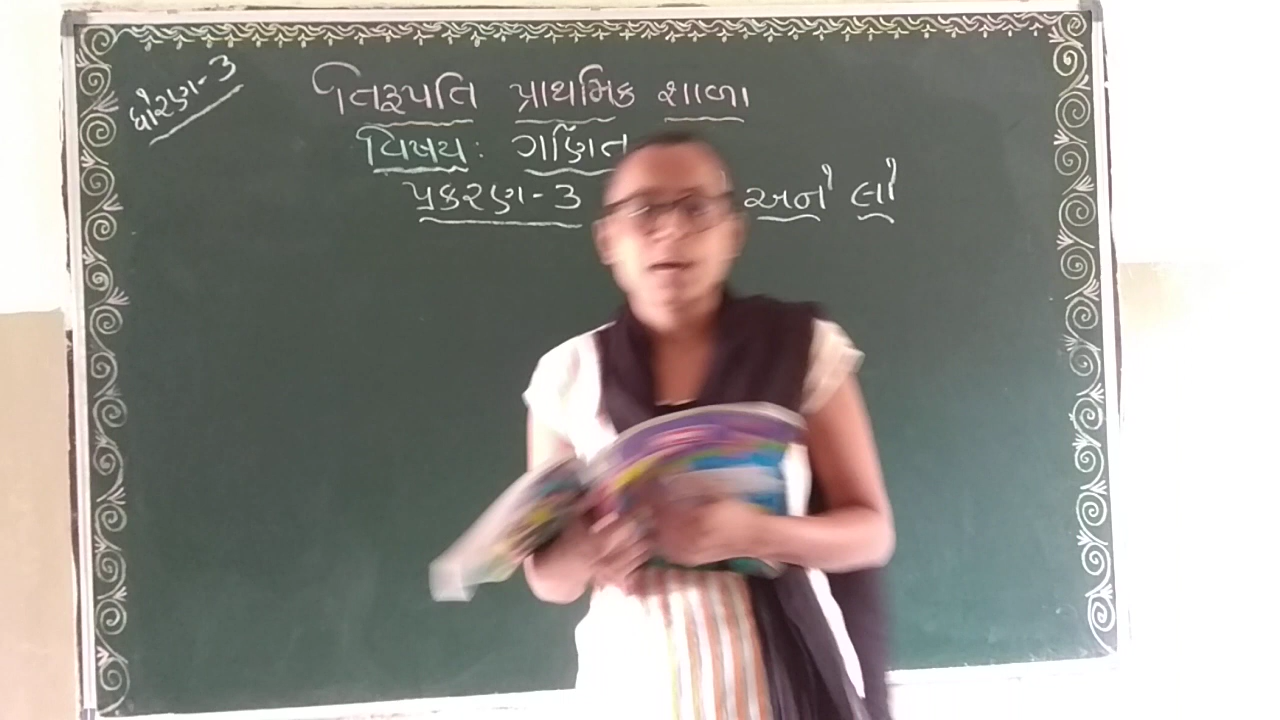 ધોરણ-3
તિરૂપતિ પ્રાથમિક શાળા
વિષય: ગણિત
પ્રકરણ-3 અને લો